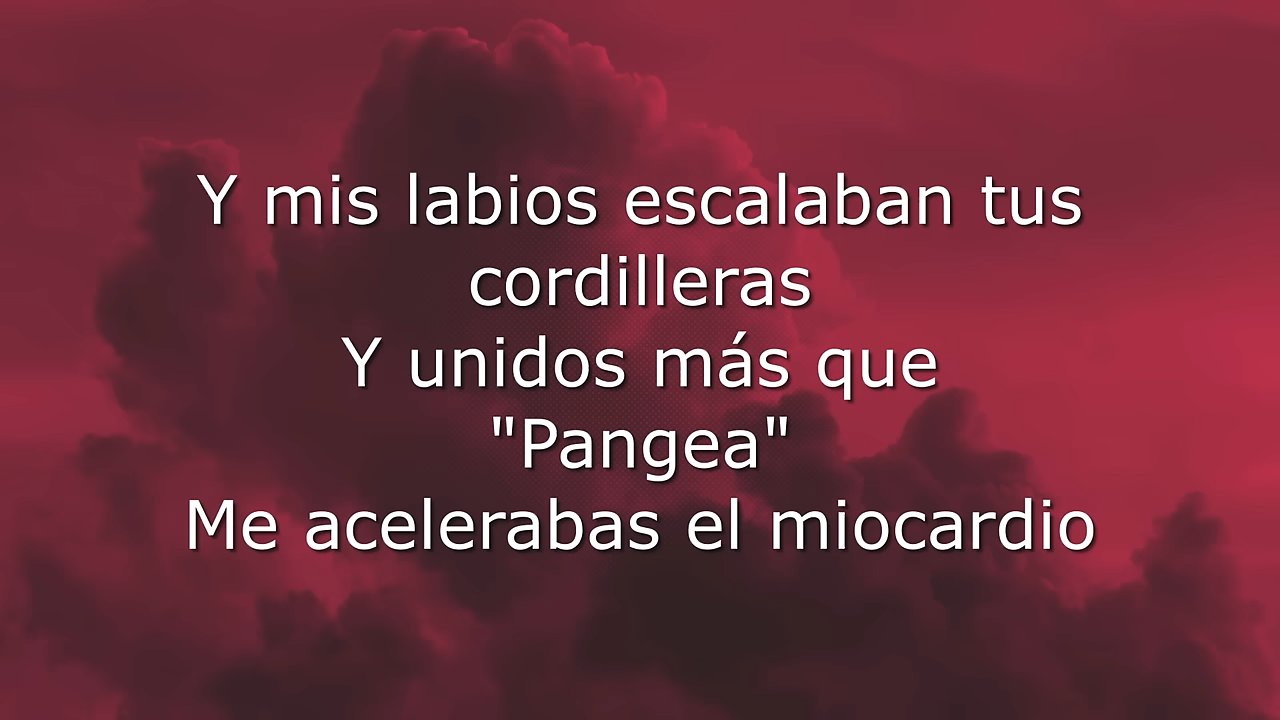 Y mis labios escalaban tus
cordilleras
Y unidos más que
"Pangea"
Me acelerabas el miocardio